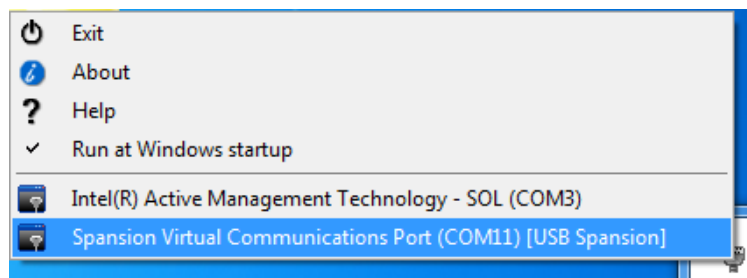 Exit
About
Help
Run at Windows startup
Intel(R) Active Management Technology - SOL (COM3)
Spansion Virtual Communications Port (COM11) [USB Spansion]